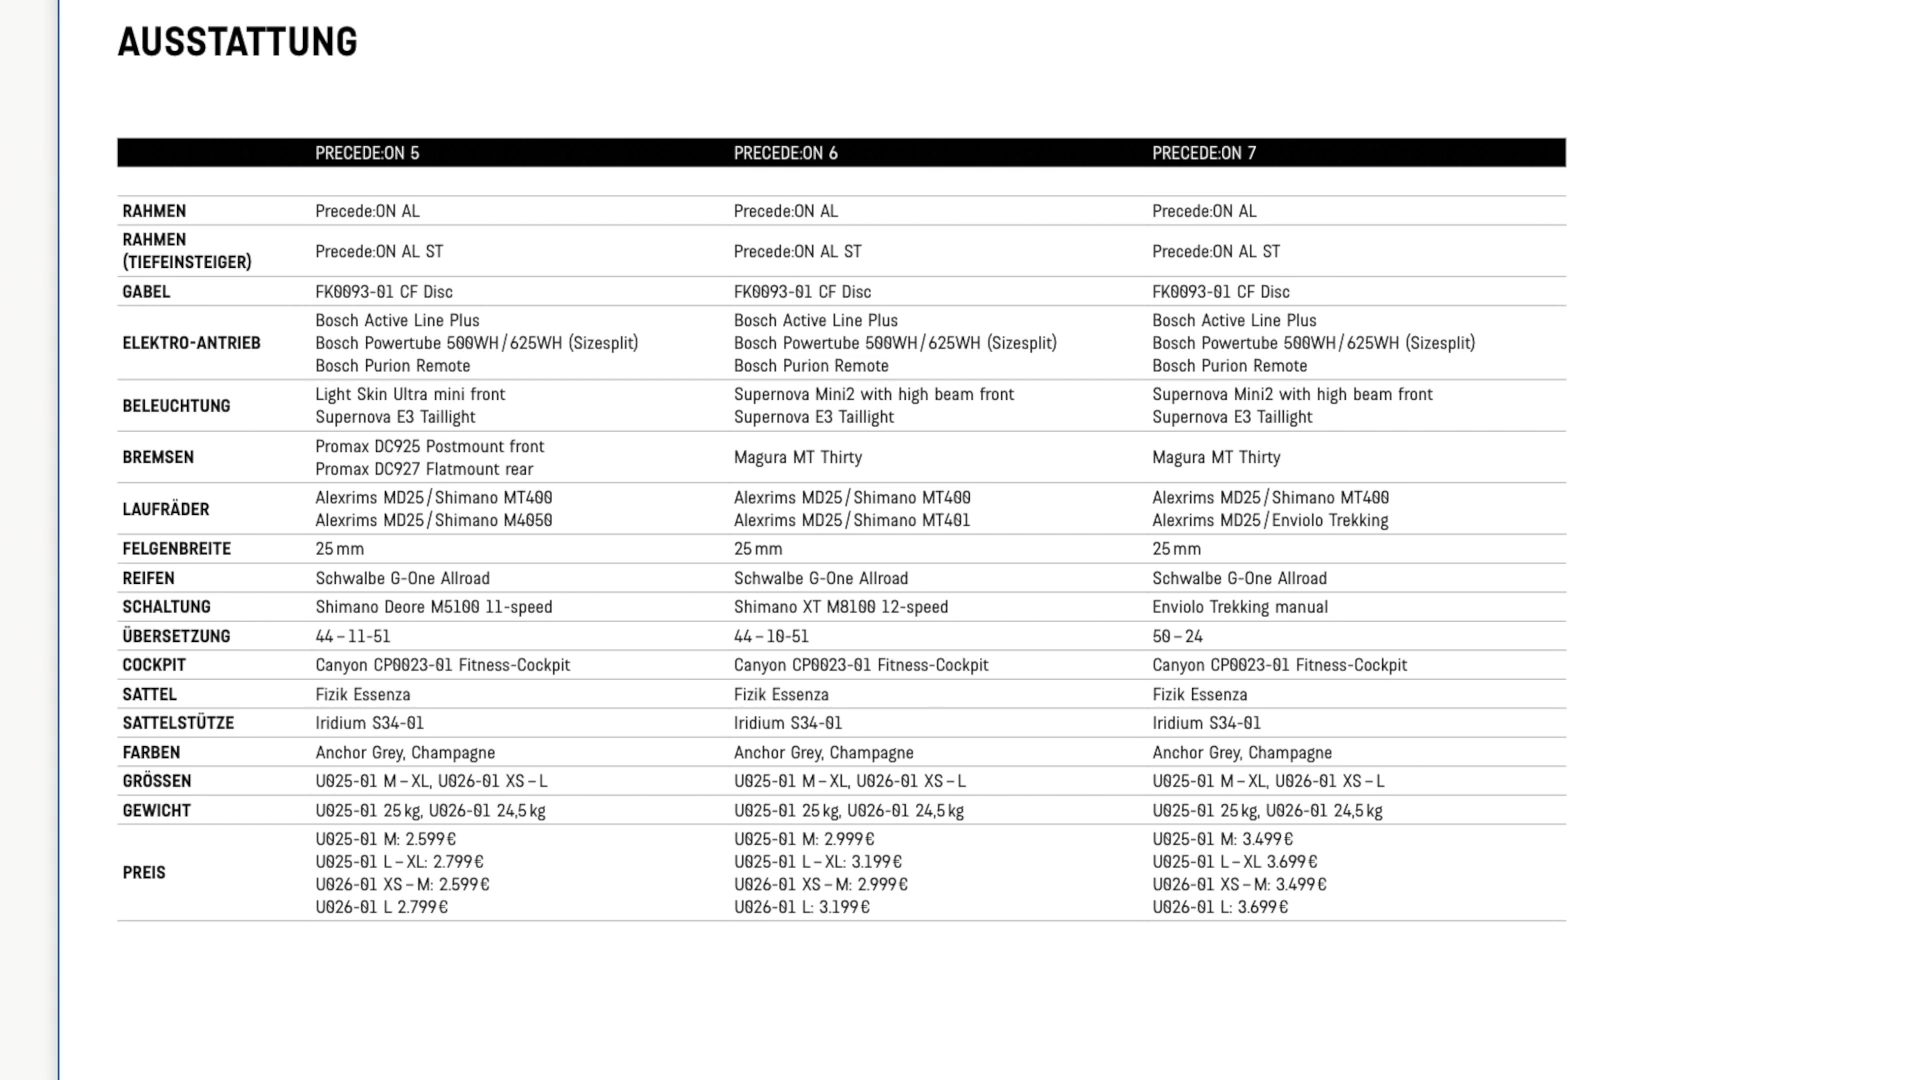 AUSSTATTUNG
PRECEDE:ON 5 PRECEDE:ON 6 PRECEDE:ON 7
RAHMEN Precede:ON AL Precede:ON AL Precede:ON AL
RAHMEN
(TIEFEINSTEIGER) Precede:ON AL ST Precede:ON AL ST Precede:ON AL ST
GABEL FK0093-01 CF Disc FK0093-01 CF Disc FK0093-01 CF Disc
Bosch Active Line Plus Bosch Active Line Plus Bosch Active Line Plus
ELEKTRO-ANTRIEB Bosch Powertube 500WH/625WH (Sizesplit) Bosch Powertube 500WH/625WH (Sizesplit) Bosch Powertube 500WH/625WH (Sizesplit)
Bosch Purion Remote Bosch Purion Remote Bosch Purion Remote
BELEUCHTUNG Light Skin Ultra mini front Supernova Mini2 with high beam front Supernova Mini2 with high beam front
Supernova E3 Taillight Supernova E3 Taillight Supernova E3 Taillight
BREMSEN Promax DC925 Postmount front Magura MT Thirty Magura MT Thirty
Promax DC927 Flatmount rear
LAUFRÄDER Alexrims MD25/Shimano MT400 Alexrims MD25/Shimano MT400 Alexrims MD25/Shimano MT400
Alexrims MD25/Shimano M4050 Alexrims MD25/Shimano MT401 Alexrims MD25/Enviolo Trekking
FELGENBREITE 25 mm 25 mm 25 mm
REIFEN Schwalbe G-One Allroad Schwalbe G-One Allroad Schwalbe G-One Allroad
SCHALTUNG Shimano Deore M5100 11-speed Shimano XT M8100 12-speed Enviolo Trekking manual
ÜBERSETZUNG 44–11-51 44–10-51 50–24
COCKPIT Canyon CP0023-01 Fitness-Cockpit Canyon CP0023-01 Fitness-Cockpit Canyon CP0023-01 Fitness-Cockpit
SATTEL Fizik Essenza Fizik Essenza Fizik Essenza
SATTELSTÜTZE Iridium S34-01 Iridium S34-01 Iridium S34-01
FARBEN Anchor Grey, Champagne Anchor Grey, Champagne Anchor Grey, Champagne
GRÖSSEN U025-01 M–XL, U026-01 XS–L U025-01 M–XL, U026-01 XS–L U025-01 M–XL, U026-01 XS–L
GEWICHT U025-01 25 kg, U026-01 24,5 kg U025-01 25 kg, U026-01 24,5 kg U025-01 25 kg, U026-01 24,5 kg
U025-01 M: 2.599 € U025-01 M: 2.999 € U025-01 M: 3.499 €
PREIS U025-01 L–XL: 2.799 € U025-01 L–XL: 3.199 € U025-01 L–XL 3.699 €
U026-01 XS–M: 2.599 € U026-01 XS–M: 2.999 € U026-01 XS–M: 3.499 €
U026-01 L 2.799 € U026-01 L: 3.199 € U026-01 L: 3.699 €